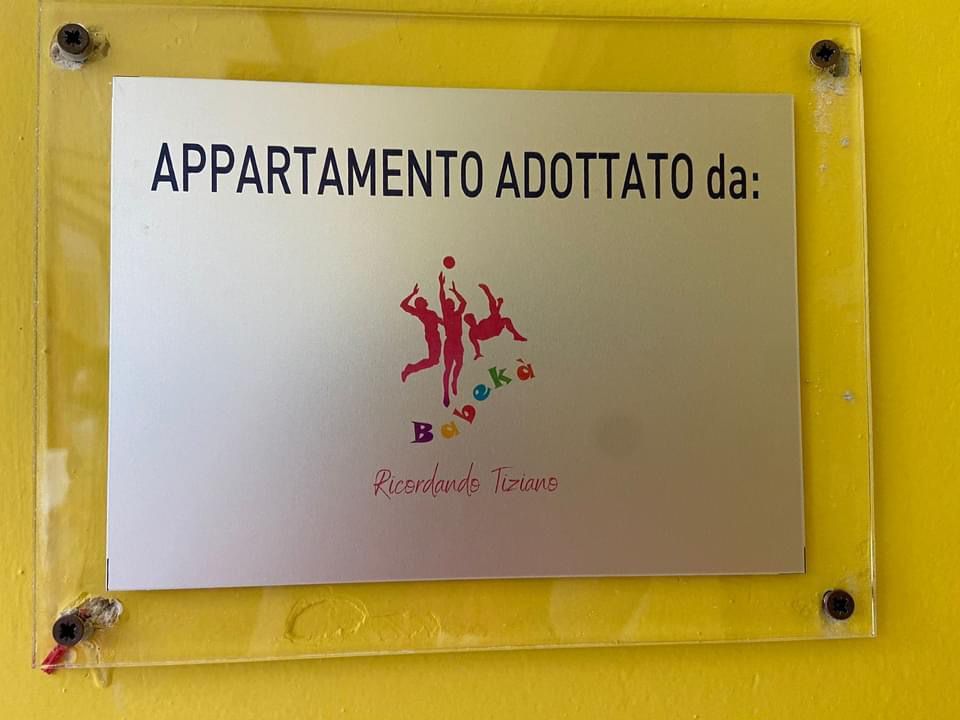 APPARTAMENTO ADOTTATO da:
Babekà
Ricordando Tiziano